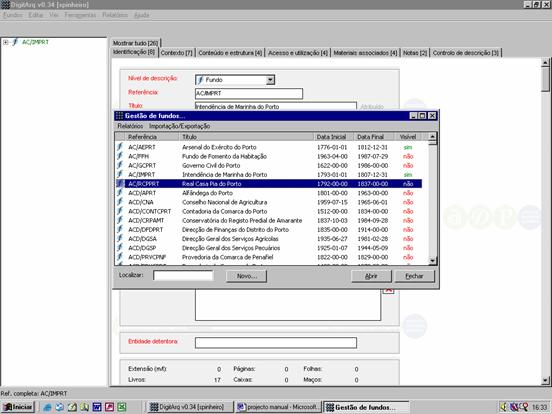 DigitArq v0.34 [spinheiro]
Fundos Editar Ver Ferramentas Relatórios Ajuda
AC/IMPRT
Mostrar tudo [26]
Identificação [8] Contexto [7] Conteúdo e estrutura [4] Acesso e utilização [4] Materiais associados [4] Notas [2] Controlo de descrição [3]
Nível de descrição: Fundo
Referência: AC/IMPRT
Título: Intendência de Marinha do Porto Atribuído
Gestão de fundos...
Relatórios Importação/Exportação
Referência Título Data Inicial Data Final Visível
AC/AEPRT Arsenal do Exército do Porto 1776-01-01 1812-12-31 sim
AC/FFH Fundo de Fomento da Habitação 1963-04-00 1987-07-29 não
AC/GCPRT Governo Civil do Porto 1622-00-00 1986-00-00 não
AC/IMPRT Intendência de Marinha do Porto 1793-01-01 1807-12-31 sim
AC/RCPPRT Real Casa Pia do Porto 1792-00-00 1837-00-00 não
ACD/APRT Alfândega do Porto 1801-00-00 1963-00-00 não
ACD/CNA Conselho Nacional de Agricultura 1959-07-15 1965-06-01 não
ACD/CONTCPRT Contadoria da Comarca do Porto 1512-00-00 1834-00-00 não
ACD/CRPAMT Conservatória do Registo Predial de Amarante 1837-10-03 1984-09-28 não
ACD/DFDPRT Direcção de Finanças do Distrito do Porto 1835-00-00 1914-00-00 não
ACD/DGSA Direcção Geral dos Serviços Agrícolas 1935-06-27 1981-02-28 não
ACD/DGSP Direcção Geral dos Serviços Pecuários 1925-01-07 1944-05-09 não
ACD/PRVCPNF Provedoria da Comarca de Penafiel 1822-00-00 1829-00-00 não
Localizar: Novo... Abrir Fechar
Entidade detentora:
Extensão (m/l): 0 Páginas: 0 Folhas: 0
Livros: 17 Caixas: 0 Maços: 0
Ref. completa: AC/IMPRT
Iniciar DigitArq v0.34 [spinheiro] projecto manual - Microsoft... Gestão de fundos... 16:33